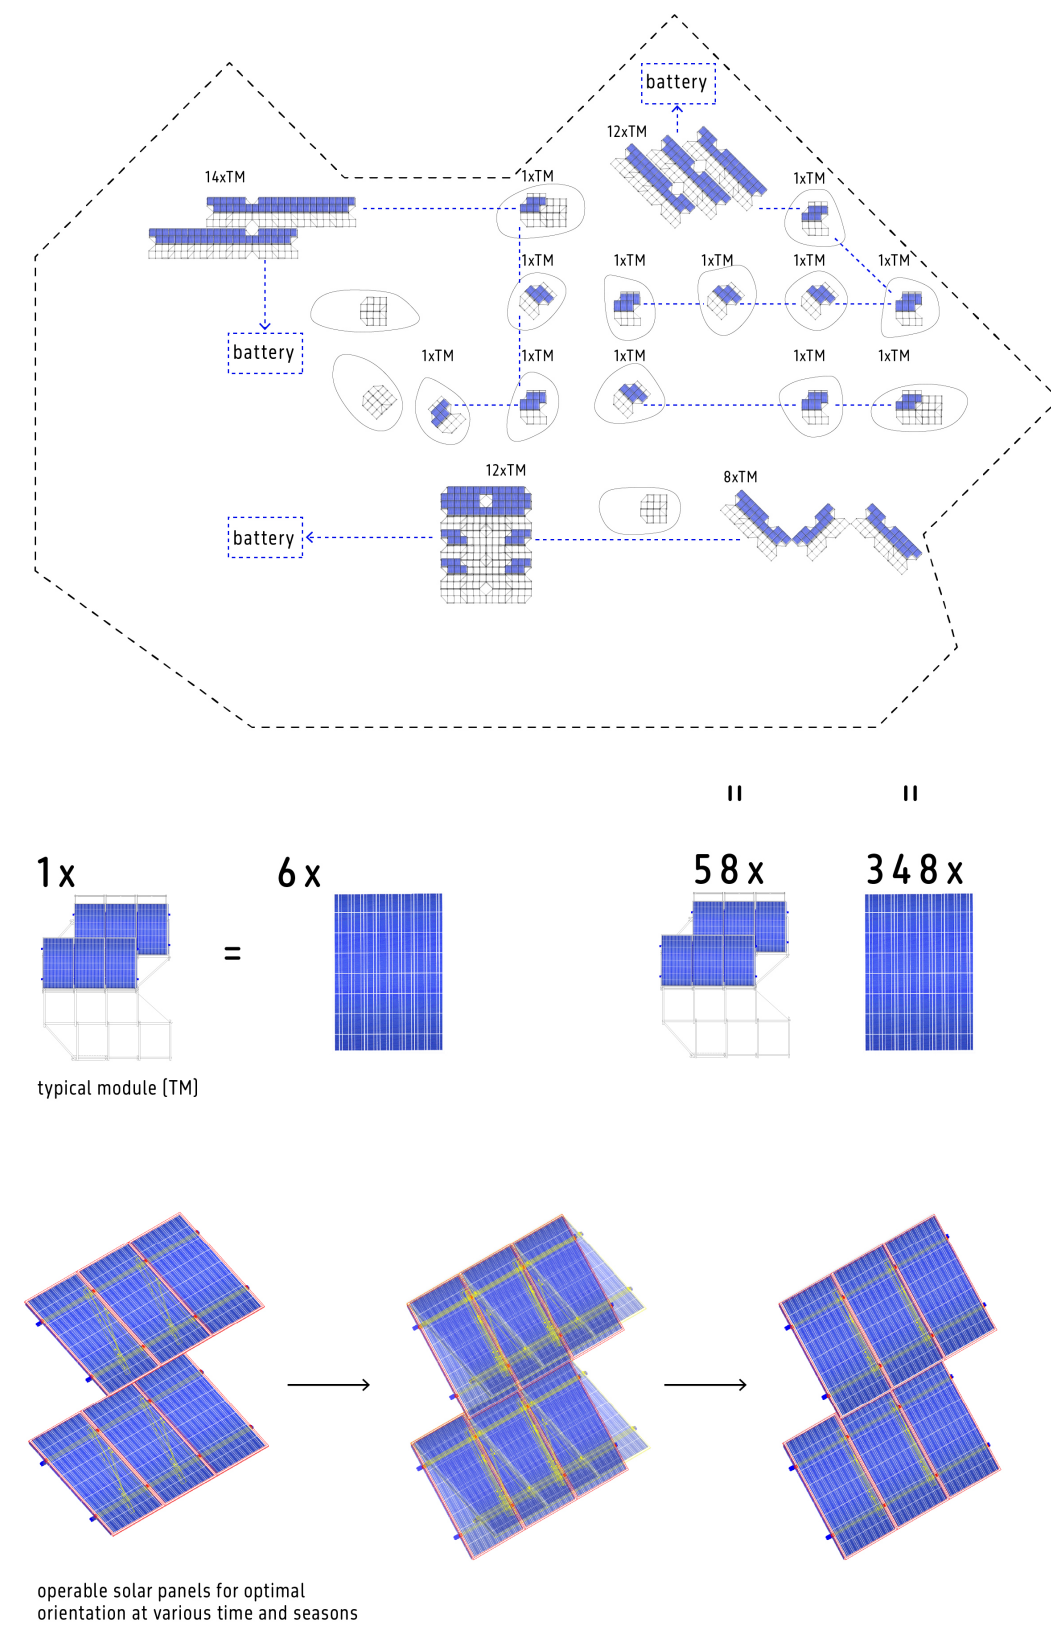 battery
12xTM
14xTM
1xTM
1xTM
1xTM
1xTM
1xTM
1xTM
1xTM
battery
1xTM
1xTM
1xTM
1xTM
1xTM
12xTM
8xTM
battery
=
=
1x
6x
58x
348x
=
typical module (TM)
operable solar panels for optimal
orientation at various time and seasons